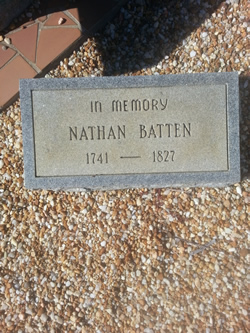 IN MEMORY
NATHAN BATTEN
1741 — 1827